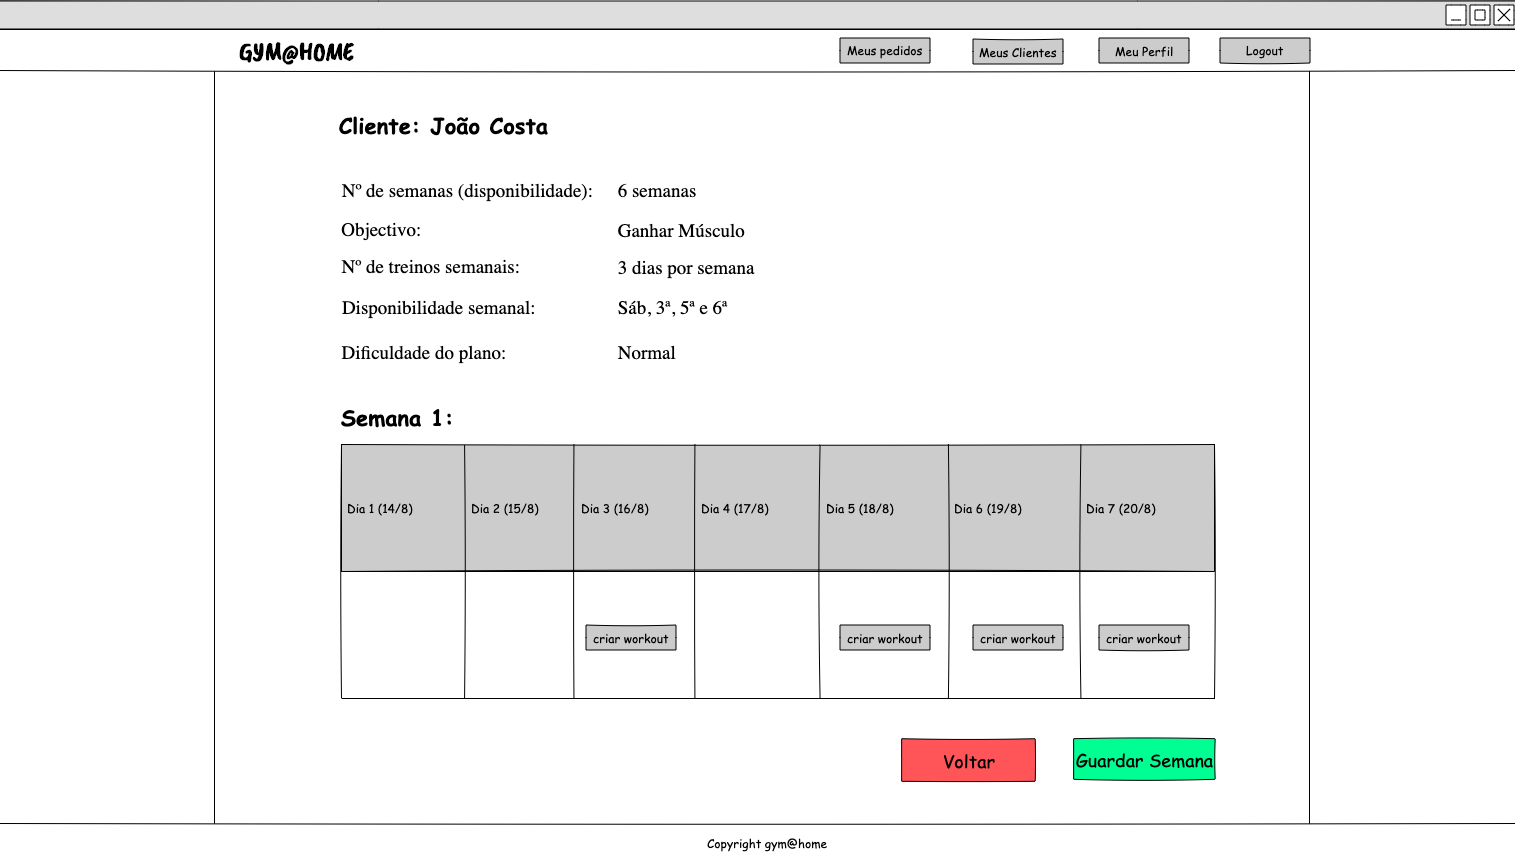 GYM@HOME
Meus pedidos
Meus Clientes
Meu Perfil
Logout
Cliente: João Costa
Nº de semanas (disponibilidade): 6 semanas
Objectivo: Ganhar Músculo
Nº de treinos semanais: 3 dias por semana
Disponibilidade semanal: Sáb, 3ª, 5ª e 6ª
Dificuldade do plano: Normal
Semana 1:
Dia 1 (14/8) Dia 2 (15/8) Dia 3 (16/8) Dia 4 (17/8) Dia 5 (18/8) Dia 6 (19/8) Dia 7 (20/8)
criar workout criar workout criar workout criar workout
Voltar
Guardar Semana
Copyright gym@home